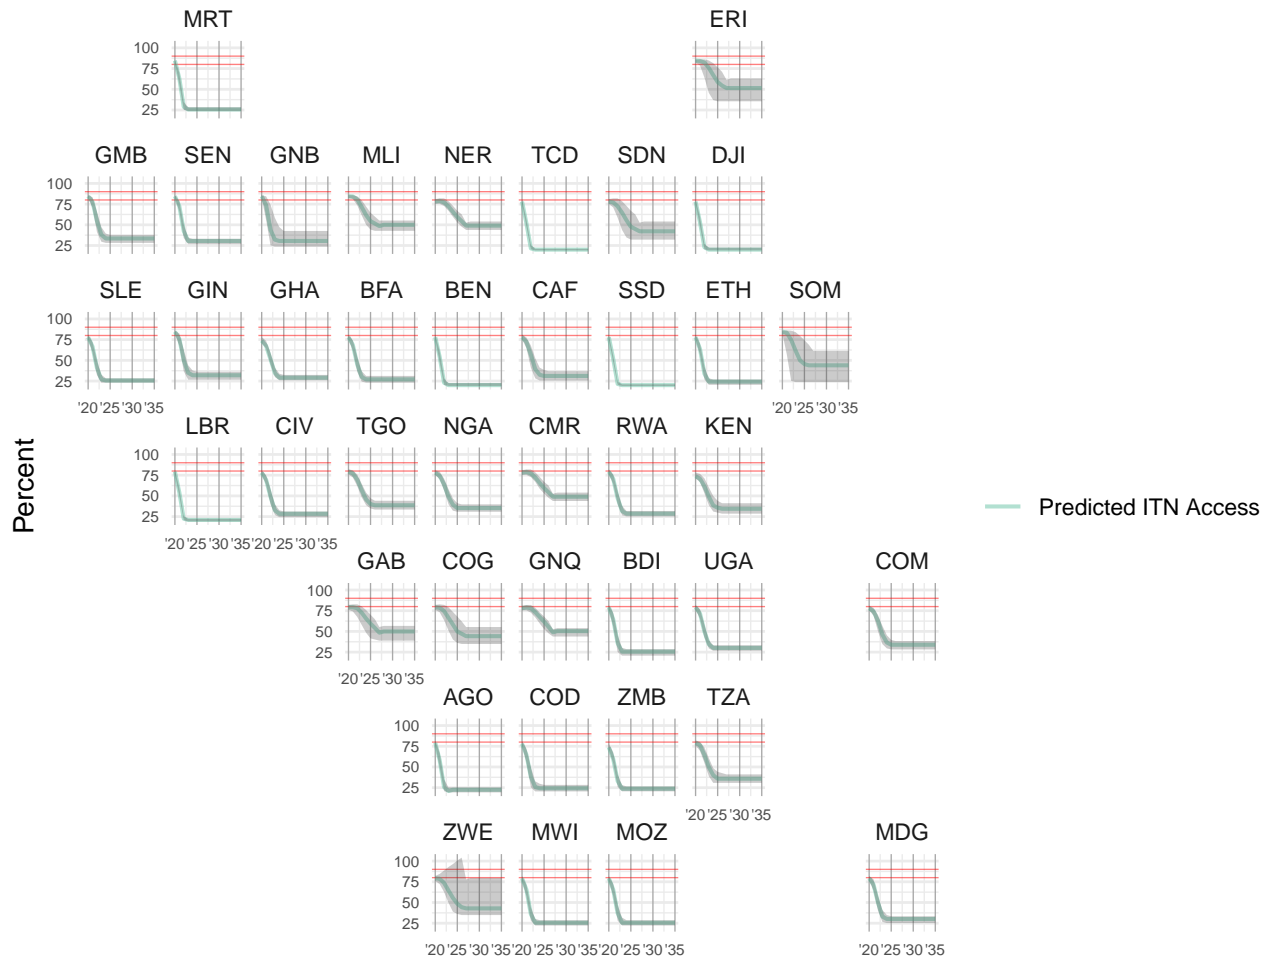 MRT ERI
100
75
50
25
GMB SEN GNB MLI NER TCD SDN DJI
100
75
50
25
SLE GIN GHA BFA BEN CAF SSD ETH SOM
100
75
50
25
'20 '25 '30 '35 '20 '25 '30 '35
LBR CIV TGO NGA CMR RWA KEN
100
75
50
25
'20 '25 '30 '35 '20 '25 '30 '35
GAB COG GNQ BDI UGA COM
100
75
50
25
'20 '25 '30 '35
AGO COD ZMB TZA
100
75
50
25
'20 '25 '30 '35
ZWE MWI MOZ MDG
100
75
50
25
'20 '25 '30 '35 '20 '25 '30 '35 '20 '25 '30 '35 '20 '25 '30 '35
Percent
Predicted ITN Access